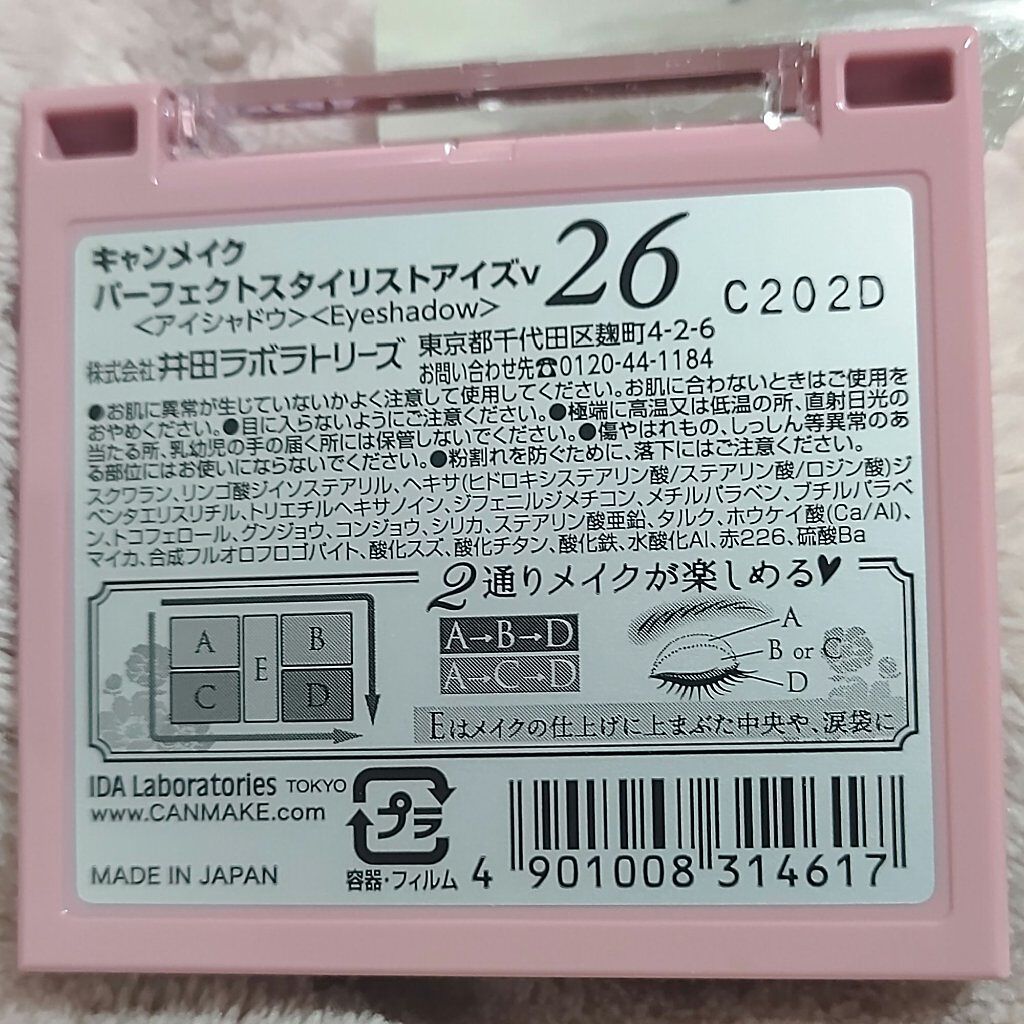 キャンメイク
パーフェクトスタイリストアイズv 26 C202D
<アイシャドウ><Eyeshadow>
株式会社 井田ラボラトリーズ 東京都千代田区麹町4-2-6
お問い合わせ先☎0120-44-1184
●お肌に異常が生じていないかよく注意して使用してください。お肌に合わないときはご使用を
おやめください。●目に入らないようにご注意ください。●極端に高温又は低温の所、直射日光の
当たる所、乳幼児の手の届く所には保管しないでください。●傷やはれもの、しっしん等異常のあ
る部位にはお使いにならないでください。●粉割れを防ぐために、落下にはご注意ください。
スクワラン、リンゴ酸ジイソステアリル、ヘキサ(ヒドロキシステアリン酸/ステアリン酸/ロジン酸)ジ
ペンタエリスリチル、トリエチルヘキサノイン、ジフェニルジメチコン、メチルパラベン、ブチルパラベ
ン、トコフェロール、グンジョウ、コンジョウ、シリカ、ステアリン酸亜鉛、タルク、ホウケイ酸(Ca/Al)、
マイカ、合成フルオロフロゴパイト、酸化スズ、酸化チタン、酸化鉄、水酸化Al、赤226、硫酸Ba
2通りメイクが楽しめる♥
A B
E
C D
A→B→D
A→C→D
A
B or C
D
Eはメイクの仕上げに上まぶた中央や、涙袋に
IDA Laboratories TOKYO
www.CANMAKE.com
MADE IN JAPAN
プラ
容器・フィルム
4 901008 314617